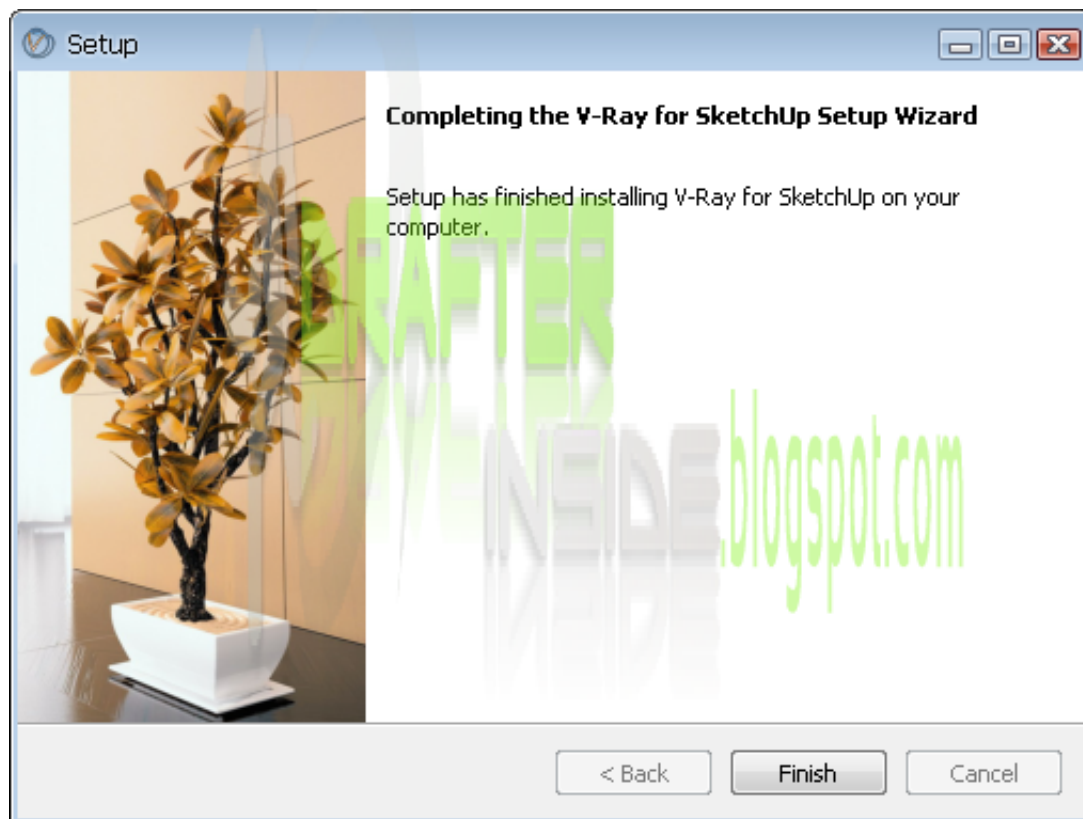 Setup
Completing the V-Ray for SketchUp Setup Wizard
Setup has finished installing V-Ray for SketchUp on your
computer.
DRAFTER
INSIDE.blogspot.com
< Back
Finish
Cancel